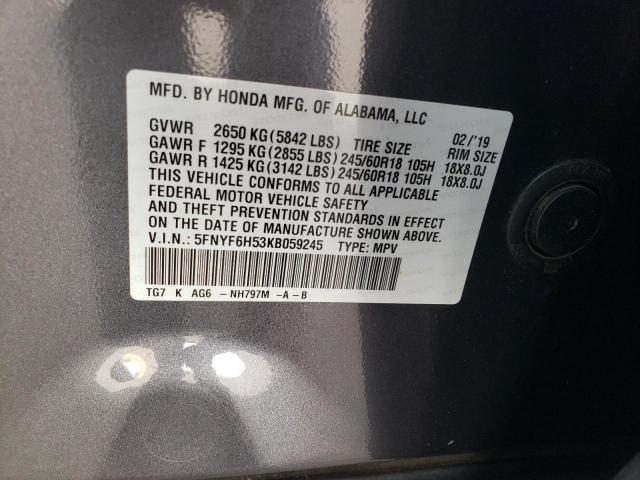 MFD. BY HONDA MFG. OF ALABAMA, LLC
GVWR 2650 KG(5842 LBS) TIRE SIZE 02/'19 RIM SIZE
GAWR F 1295 KG(2855 LBS) 245/60R18 105H 18X8.0J
GAWR R 1425 KG(3142 LBS) 245/60R18 105H 18X8.0J
THIS VEHICLE CONFORMS TO ALL APPLICABLE
FEDERAL MOTOR VEHICLE SAFETY
AND THEFT PREVENTION STANDARDS IN EFFECT
ON THE DATE OF MANUFACTURE SHOWN ABOVE.
V.I.N.: 5FNYF6H53KB059245 TYPE: MPV
TG7 K AG6 -NH797M -A-B